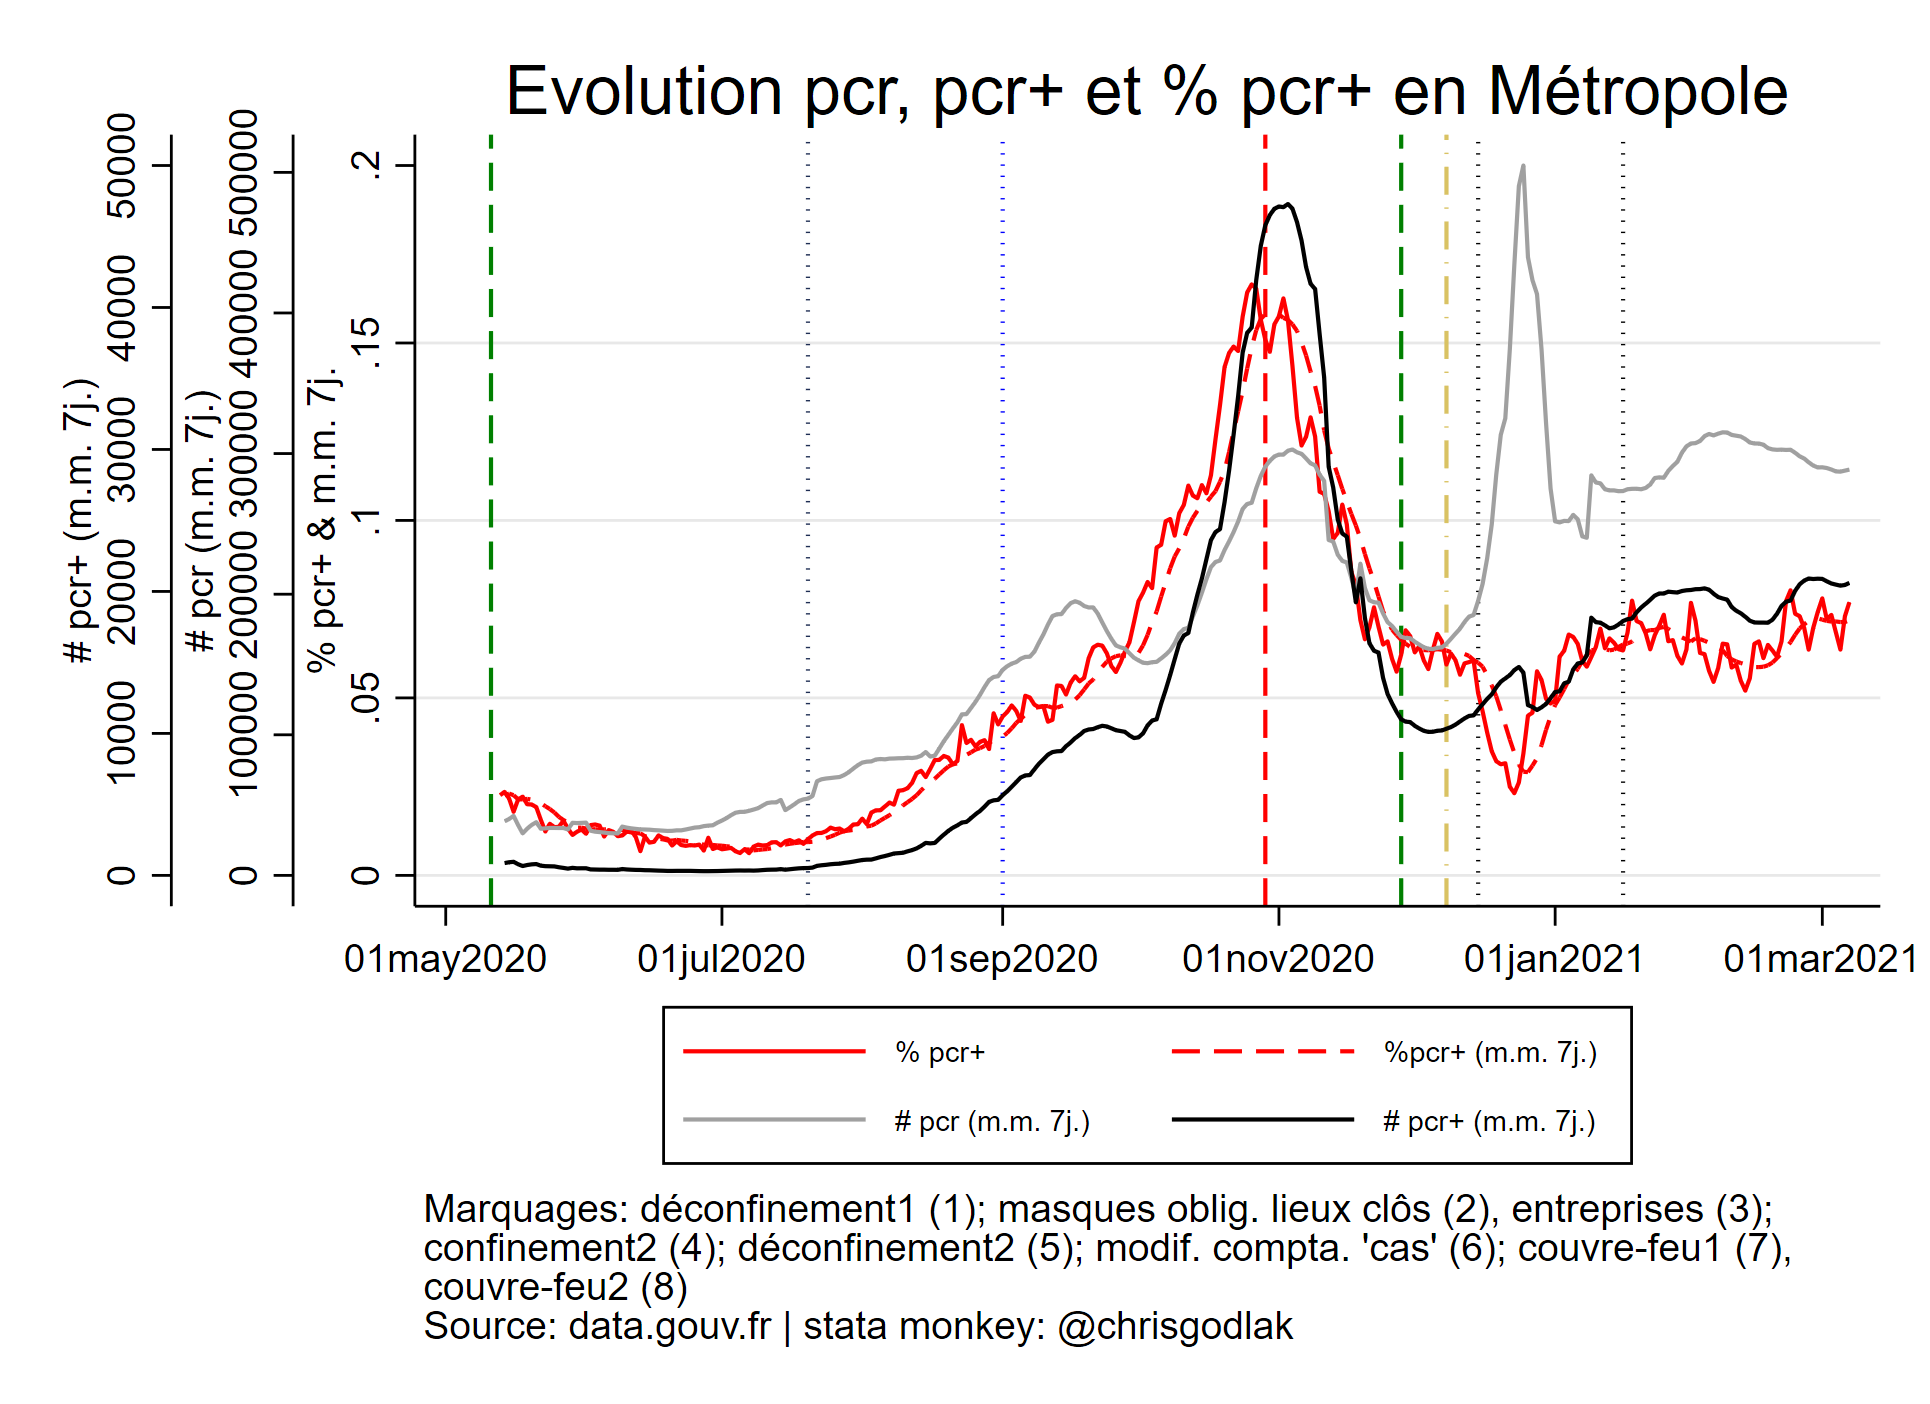 Evolution pcr, pcr+ et % pcr+ en Métropole
# pcr+ (m.m. 7j.)
0 10000 20000 30000 40000 50000
# pcr (m.m. 7j.)
0 100000 200000 300000 400000 500000
% pcr+ & m.m. 7j.
0 .05 .1 .15 .2
01may2020 01jul2020 01sep2020 01nov2020 01jan2021 01mar2021
% pcr+ %pcr+ (m.m. 7j.)
# pcr (m.m. 7j.) # pcr+ (m.m. 7j.)
Marquages: déconfinement1 (1); masques oblig. lieux clôs (2), entreprises (3);
confinement2 (4); déconfinement2 (5); modif. compta. 'cas' (6); couvre-feu1 (7),
couvre-feu2 (8)
Source: data.gouv.fr | stata monkey: @chrisgodlak